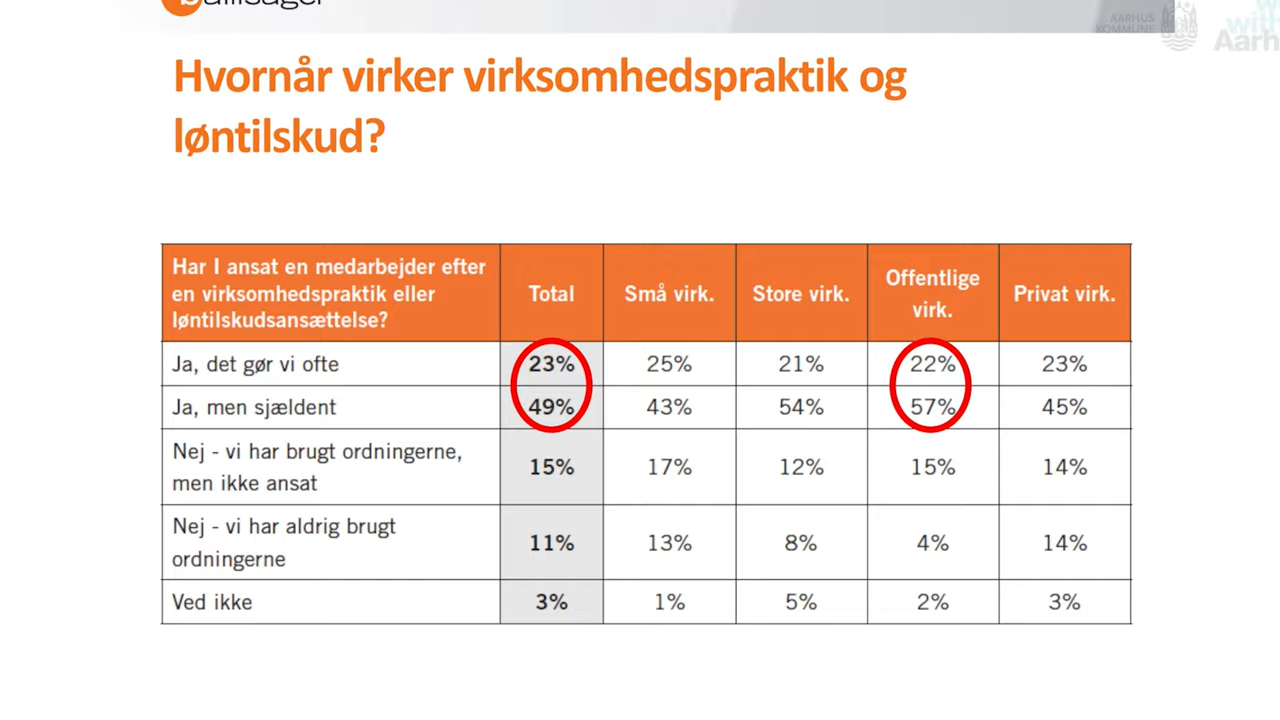 AARHUS
KOMMUNE
Hvornår virker virksomhedspraktik og
løntilskud?
Har I ansat en medarbejder efter
en virksomhedspraktik eller
løntilskudsansættelse?
Total
Små virk.
Store virk.
Offentlige
virk.
Privat virk.
Ja, det gør vi ofte
23%
25%
21%
22%
23%
Ja, men sjældent
49%
43%
54%
57%
45%
Nej - vi har brugt ordningerne,
men ikke ansat
15%
17%
12%
15%
14%
Nej - vi har aldrig brugt
ordningerne
11%
13%
8%
4%
14%
Ved ikke
3%
1%
5%
2%
3%